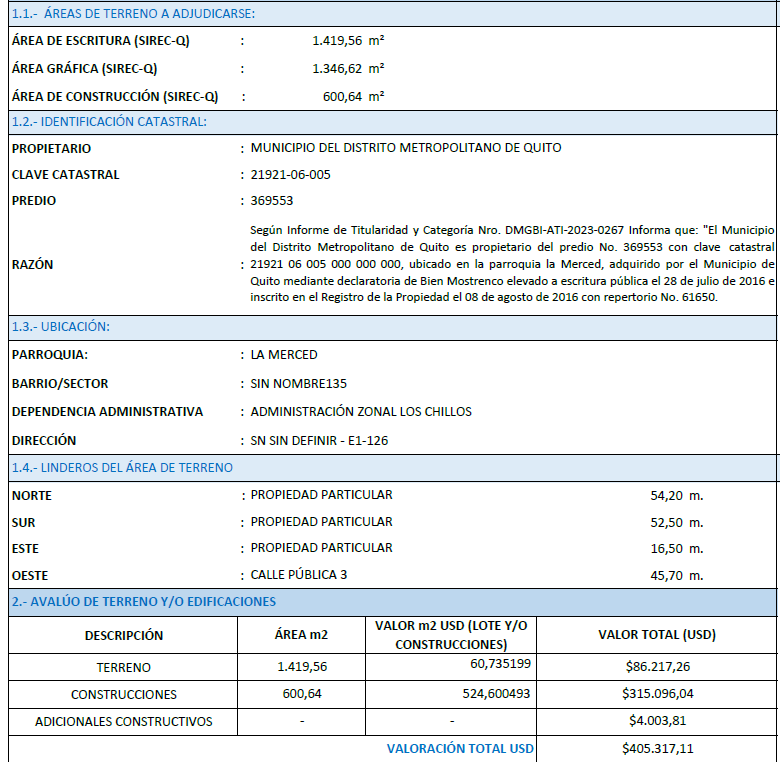 1.1.- ÁREAS DE TERRENO A ADJUDICARSE:
ÁREA DE ESCRITURA (SIREC-Q) : 1.419,56 m²
ÁREA GRÁFICA (SIREC-Q) : 1.346,62 m²
ÁREA DE CONSTRUCCIÓN (SIREC-Q) : 600,64 m²
1.2.- IDENTIFICACIÓN CATASTRAL:
PROPIETARIO : MUNICIPIO DEL DISTRITO METROPOLITANO DE QUITO
CLAVE CATASTRAL : 21921-06-005
PREDIO : 369553
Según Informe de Titularidad y Categoría Nro. DMGBI-ATI-2023-0267 Informa que: "El Municipio
del Distrito Metropolitano de Quito es propietario del predio No. 369553 con clave catastral
RAZÓN : 21921 06 005 000 000 000, ubicado en la parroquia la Merced, adquirido por el Municipio de
Quito mediante declaratoria de Bien Mostrenco elevado a escritura pública el 28 de julio de 2016 e
inscrito en el Registro de la Propiedad el 08 de agosto de 2016 con repertorio No. 61650.
1.3.- UBICACIÓN:
PARROQUIA: : LA MERCED
BARRIO/SECTOR : SIN NOMBRE135
DEPENDENCIA ADMINISTRATIVA : ADMINISTRACIÓN ZONAL LOS CHILLOS
DIRECCIÓN : SN SIN DEFINIR - E1-126
1.4.- LINDEROS DEL ÁREA DE TERRENO
NORTE : PROPIEDAD PARTICULAR 54,20 m.
SUR : PROPIEDAD PARTICULAR 52,50 m.
ESTE : PROPIEDAD PARTICULAR 16,50 m.
OESTE : CALLE PÚBLICA 3 45,70 m.
2.- AVALÚO DE TERRENO Y/O EDIFICACIONES
DESCRIPCIÓN ÁREA m2 VALOR m2 USD (LOTE Y/O CONSTRUCCIONES) VALOR TOTAL (USD)
TERRENO 1.419,56 60,735199 $86.217,26
CONSTRUCCIONES 600,64 524,600493 $315.096,04
ADICIONALES CONSTRUCTIVOS - - $4.003,81
VALORACIÓN TOTAL USD $405.317,11